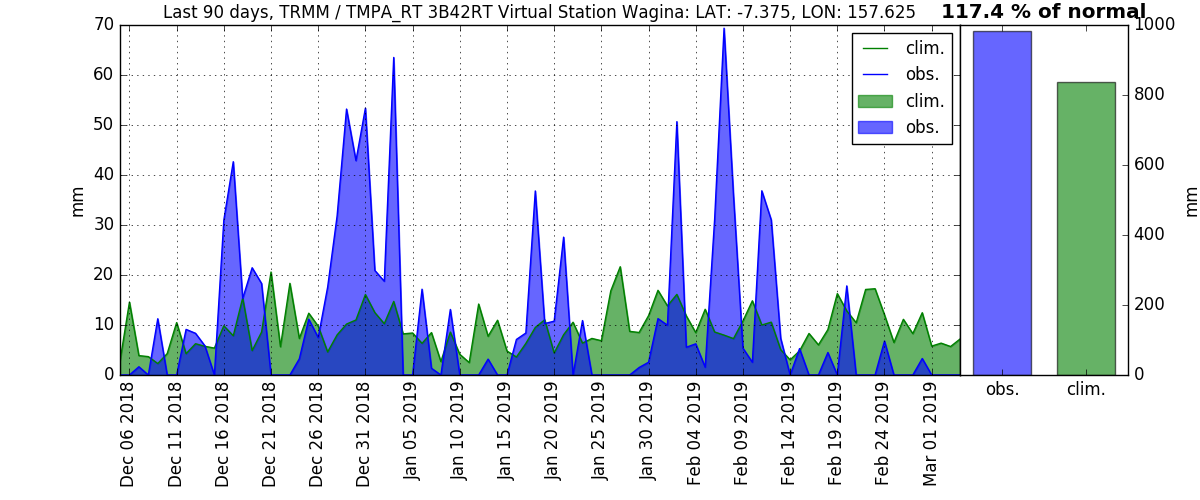 Last 90 days, TRMM / TMPA_RT 3B42RT Virtual Station Wagina: LAT: -7.375, LON: 157.625
117.4 % of normal
70
60
50
40
30
20
10
0
mm
clim.
obs.
clim.
obs.
1000
800
600
400
200
0
mm
obs.
clim.
Dec 06 2018
Dec 11 2018
Dec 16 2018
Dec 21 2018
Dec 26 2018
Dec 31 2018
Jan 05 2019
Jan 10 2019
Jan 15 2019
Jan 20 2019
Jan 25 2019
Jan 30 2019
Feb 04 2019
Feb 09 2019
Feb 14 2019
Feb 19 2019
Feb 24 2019
Mar 01 2019